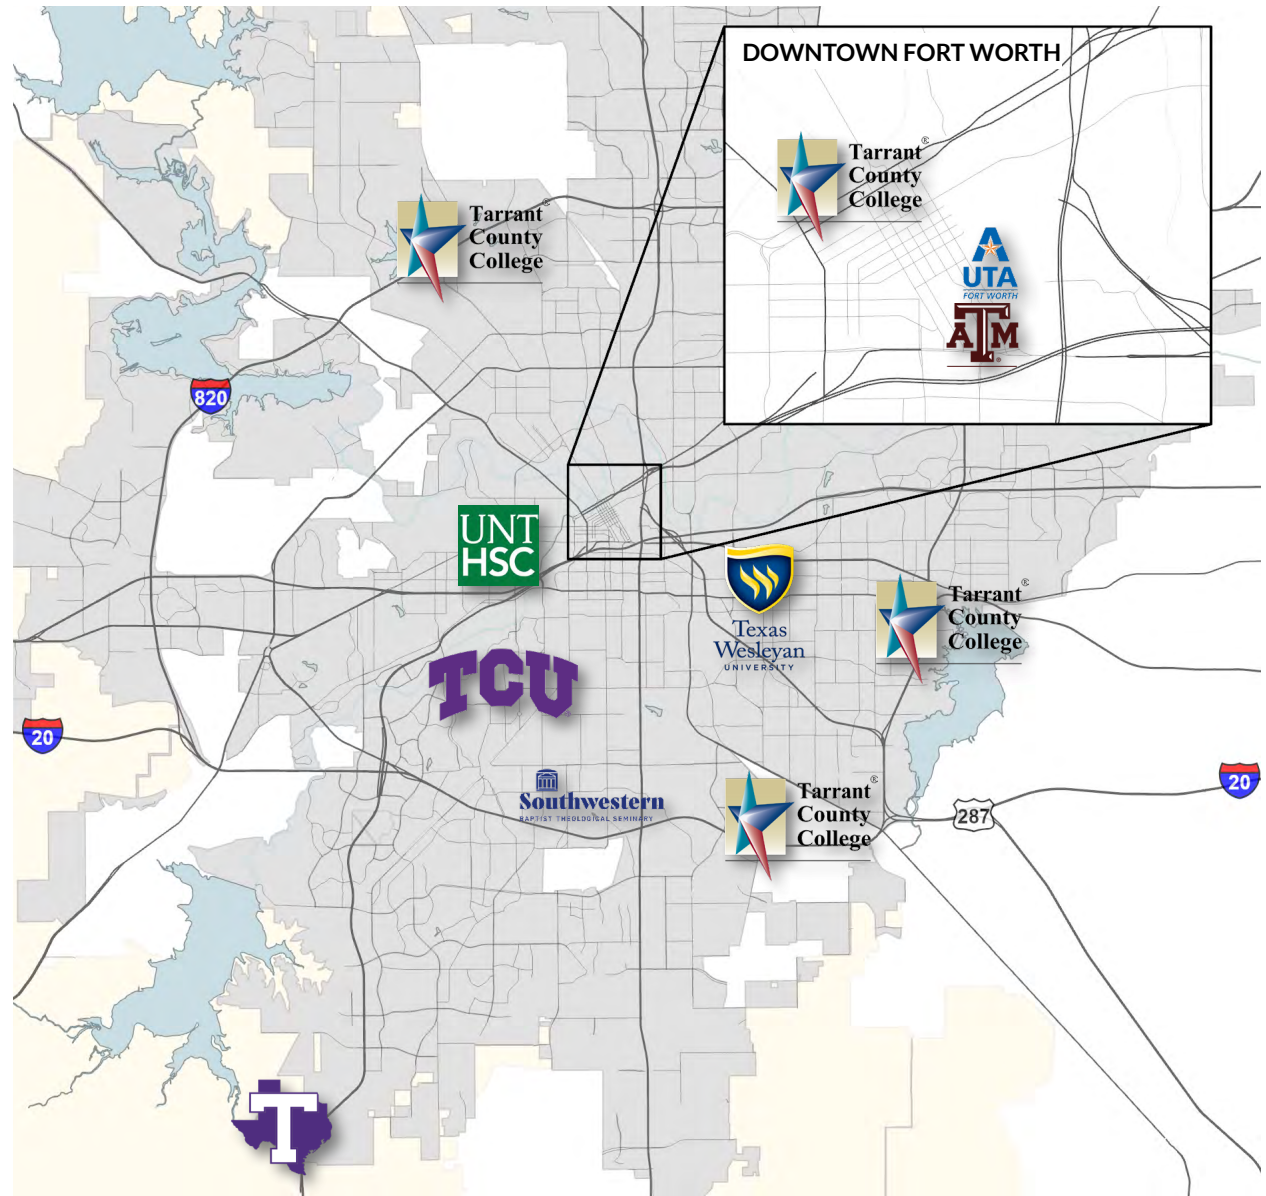 DOWNTOWN FORT WORTH
Tarrant®
County
College
A
UTA
FORT WORTH
ATM
Tarrant®
County
College
820
UNT
HSC
Texas
Wesleyan
UNIVERSITY
Tarrant®
County
College
TCU
20
Southwestern
BAPTIST THEOLOGICAL SEMINARY
Tarrant®
County
College
20
287
T